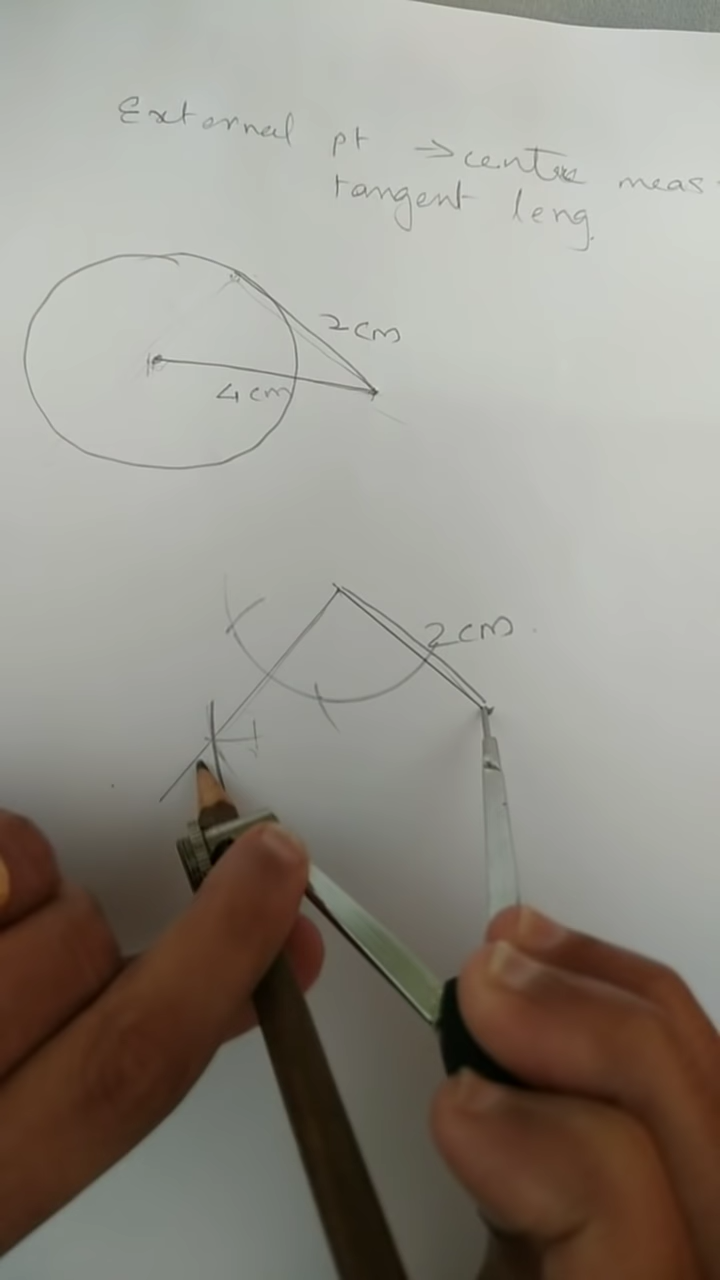 External pt → centre meas
tangent leng.
2cm
4cm
2cm